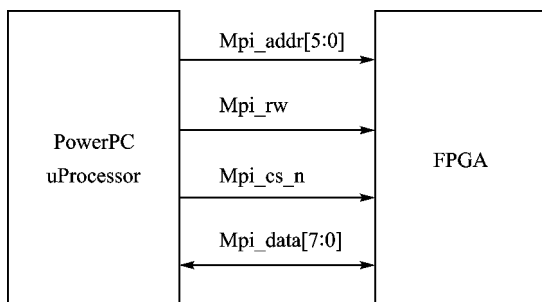 Mpi_addr[5:0]
Mpi_rw
PowerPC
uProcessor
FPGA
Mpi_cs_n
Mpi_data[7:0]